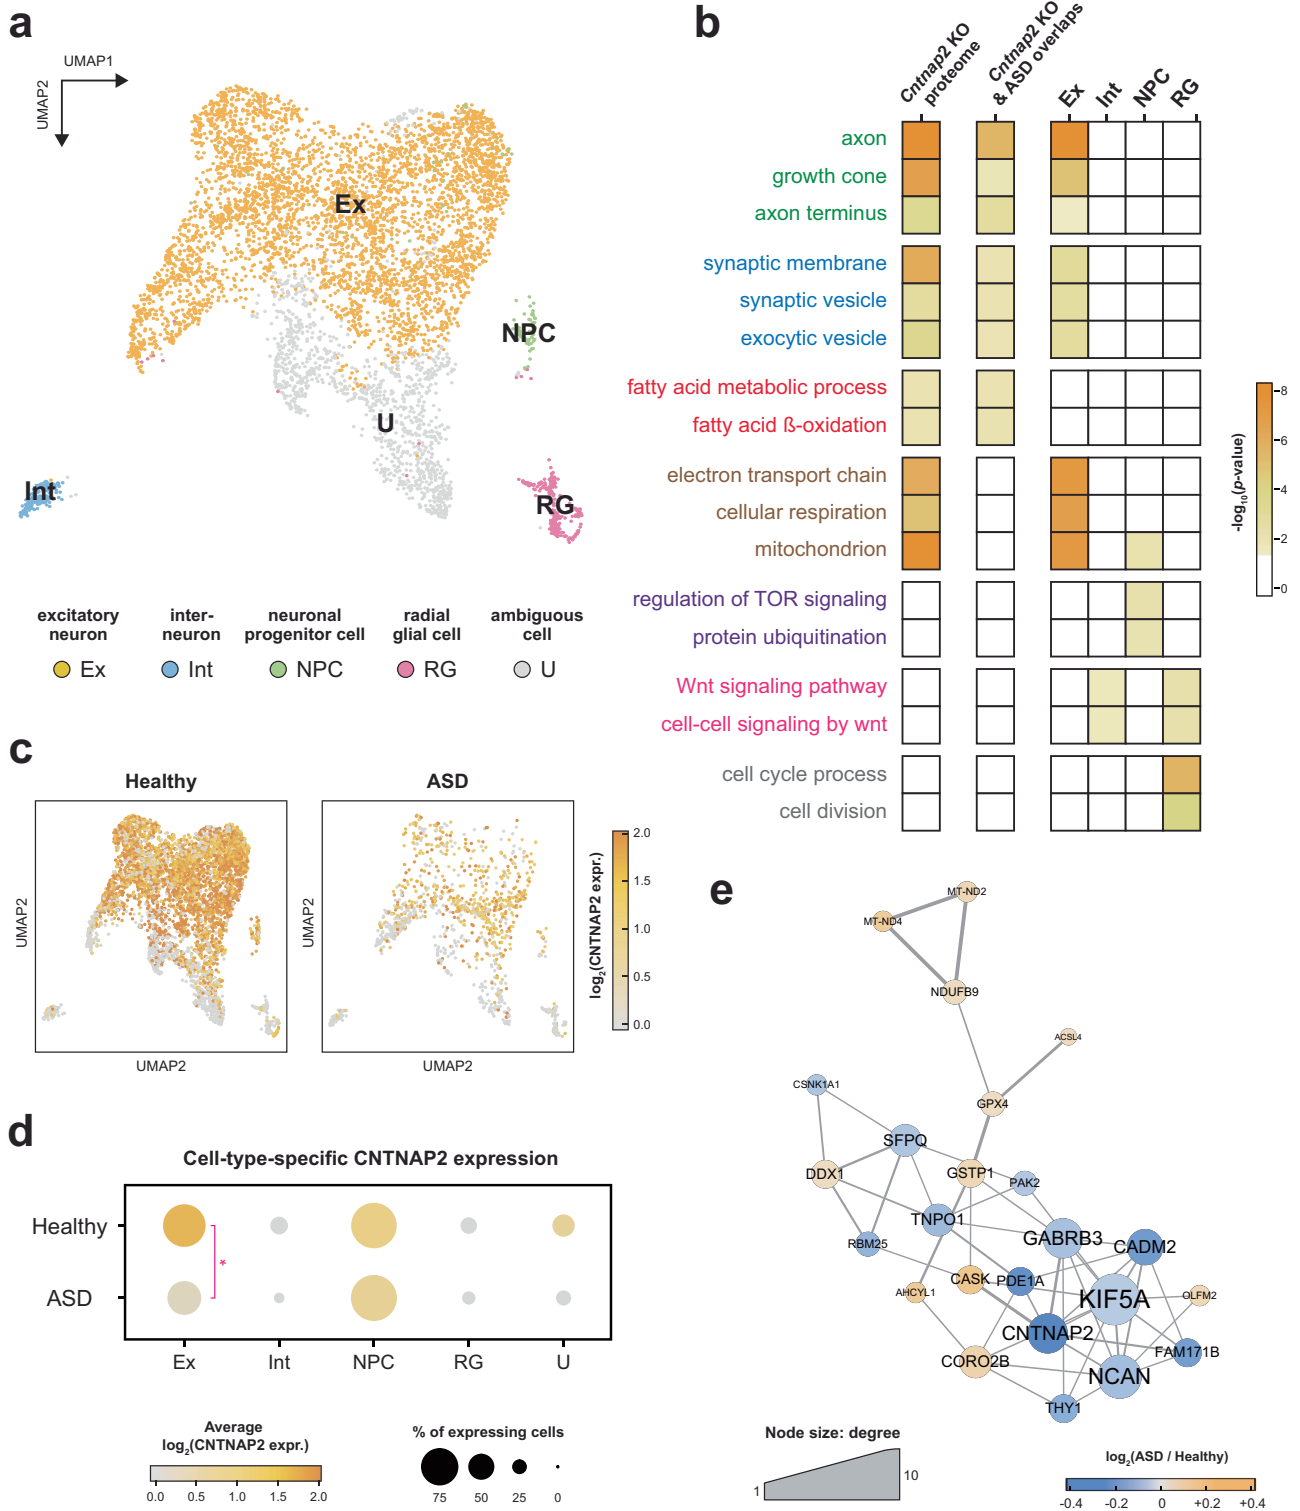 a
UMAP1
UMAP2
Ex
NPC
U
Int
RG
excitatory neuron
inter-neuron
neuronal progenitor cell
radial glial cell
ambiguous cell
Ex
Int
NPC
RG
U
b
Cntnap2 KO
proteome
Cntnap2 KO
& ASD overlaps
Ex
Int
NPC
RG
axon
growth cone
axon terminus
synaptic membrane
synaptic vesicle
exocytic vesicle
fatty acid metabolic process
fatty acid ß-oxidation
electron transport chain
cellular respiration
mitochondrion
regulation of TOR signaling
protein ubiquitination
Wnt signaling pathway
cell-cell signaling by wnt
cell cycle process
cell division
-log10(p-value)
8
6
4
2
0
c
Healthy
ASD
UMAP2
UMAP2
UMAP2
UMAP2
log2(CNTNAP2 expr.)
2.0
1.5
1.0
0.5
0.0
d
Cell-type-specific CNTNAP2 expression
Healthy
*
ASD
Ex
Int
NPC
RG
U
Average
log2(CNTNAP2 expr.)
0.0
0.5
1.0
1.5
2.0
% of expressing cells
75
50
25
0
e
MT-ND2
MT-ND4
NDUFB9
ACSL4
CSNK1A1
GPX4
SFPQ
DDX1
GSTP1
PAK2
TNPO1
RBM25
GABRB3
CADM2
CASK
PDE1A
AHCYL1
KIF5A
OLFM2
CNTNAP2
FAM171B
CORO2B
NCAN
THY1
Node size: degree
1
10
log2(ASD / Healthy)
-0.4
-0.2
0
+0.2
+0.4